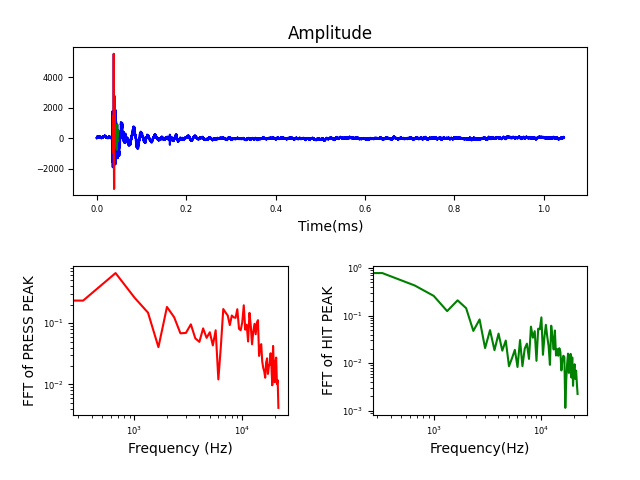 Amplitude
4000
2000
0
−2000
0.0 0.2 0.4 0.6 0.8 1.0
Time(ms)
FFT of PRESS PEAK
10⁻¹
10⁻²
10³ 10⁴
Frequency (Hz)
FFT of HIT PEAK
10⁰
10⁻¹
10⁻²
10⁻³
10³ 10⁴
Frequency(Hz)